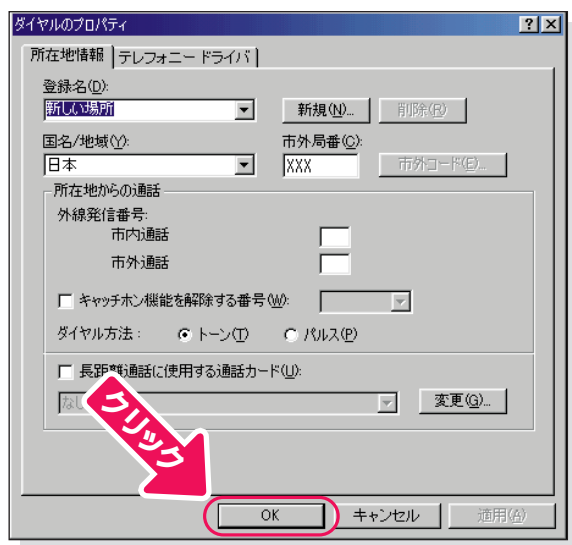 ダイヤルのプロパティ
所在地情報 テレフォニー ドライバ
登録名(D):
新しい場所 新規(N)... 削除(R)
国名/地域(Y): 市外局番(C):
日本 XXX 市外コード(E)...
所在地からの通話
外線発信番号:
市内通話
市外通話
キャッチホン機能を解除する番号(W):
ダイヤル方法: トーン(T) パルス(P)
長距離通話に使用する通話カード(U):
なし 変更(G)...
クリック
OK キャンセル 適用(A)